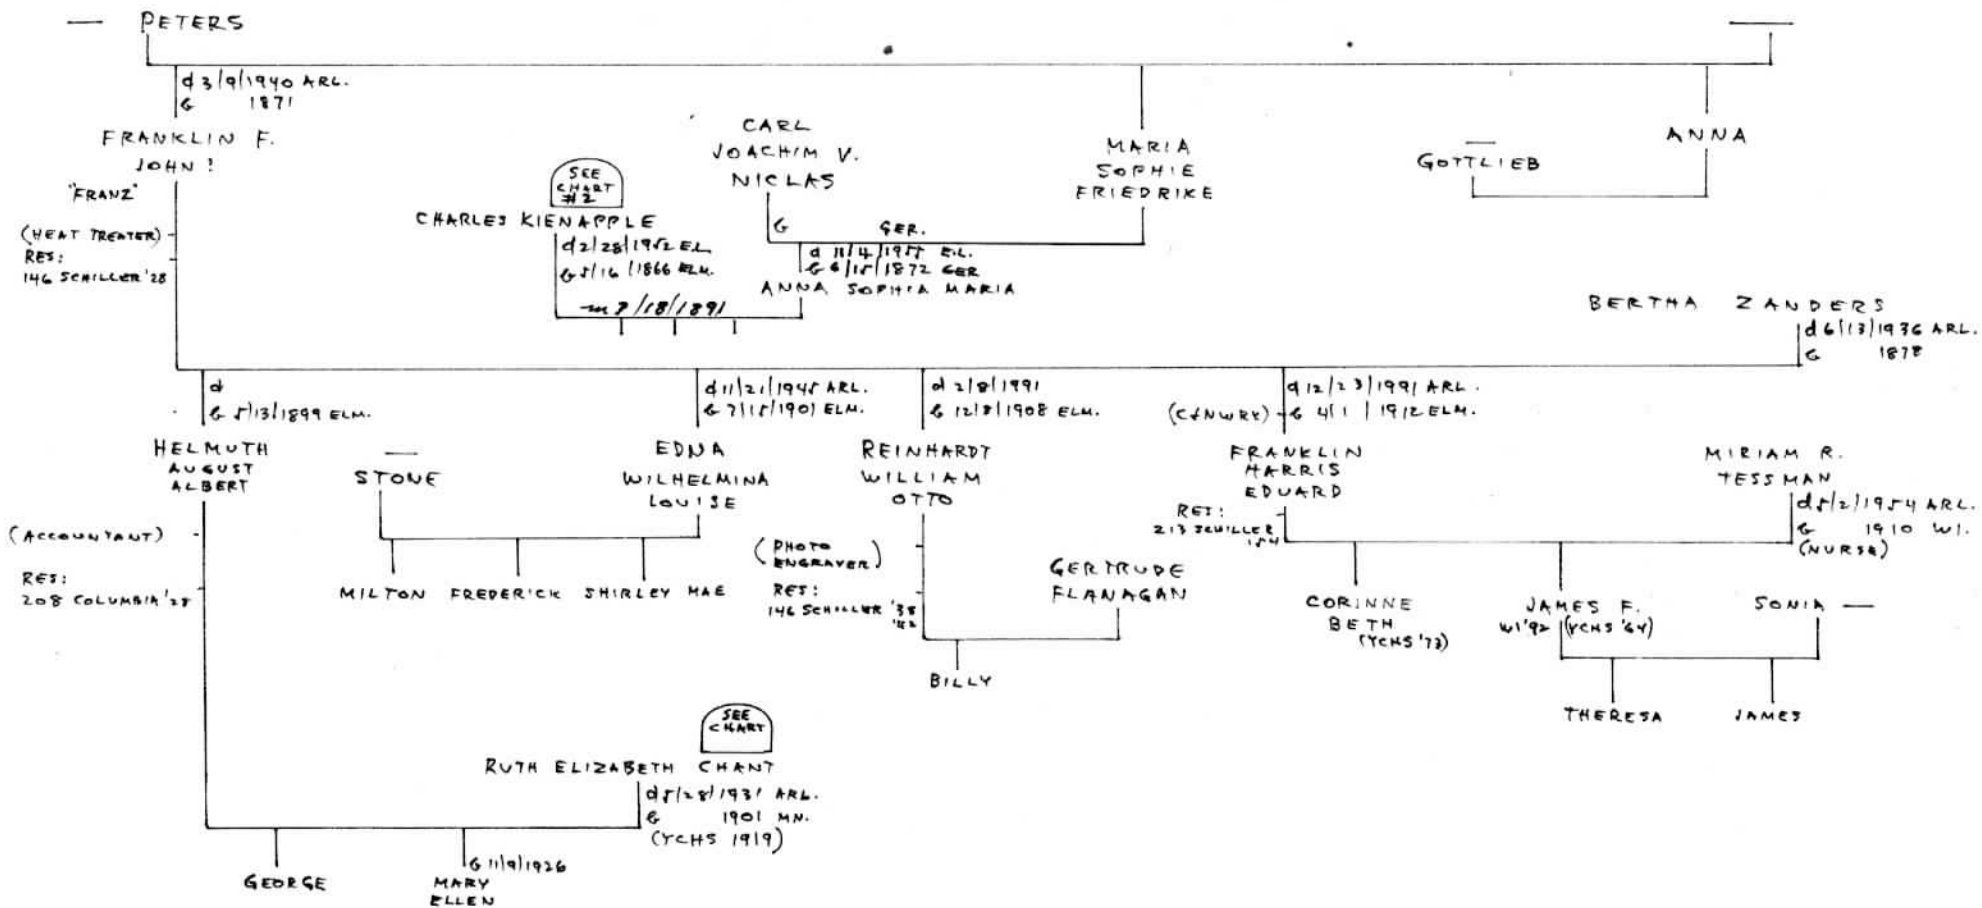 — PETERS
d 3/9/1940 ARL.
b 1871
FRANKLIN F.
JOHN !
"FRANZ"
(HEAT TREATER)
RES:
146 SCHILLER '28
SEE
CHART
#2
CHARLES KIENAPPLE
d 2/28/1952 EL.
b 5/16/1866 ELM.
m 7/18/1891
CARL
JOACHIM V.
NICLAS
b GER.
MARIA
SOPHIE
FRIEDRIKE
d 11/4/1955 E.L.
b 6/15/1872 GER
ANNA SOPHIA MARIA
—
GOTTLIEB
ANNA
BERTHA ZANDERS
d 6/13/1936 ARL.
b 1878
d
b 5/13/1899 ELM.
HELMUTH
AUGUST
ALBERT
(ACCOUNTANT)
RES:
208 COLUMBIA '28
—
STONE
d 11/21/1945 ARL.
b 7/15/1901 ELM.
EDNA
WILHELMINA
LOUISE
MILTON FREDERICK SHIRLEY MAE
d 2/8/1991
b 12/8/1908 ELM.
REINHARDT
WILLIAM
OTTO
(PHOTO
ENGRAVER)
RES:
146 SCHILLER '38
GERTRUDE
FLANAGAN
BILLY
d 12/23/1991 ARL.
(C&NWRY) b 4/1/1912 ELM.
FRANKLIN
HARRIS
EDUARD
RES:
213 SCHILLER
'54
MIRIAM R.
TESSMAN
d 5/2/1954 ARL.
b 1910 WI.
(NURSE)
CORINNE
BETH
(YCHS '73)
JAMES F.
WI '92 (YCHS '64)
SONIA —
THERESA JAMES
SEE
CHART
RUTH ELIZABETH CHANT
d 5/28/1931 ARL.
b 1901 MN.
(YCHS 1919)
GEORGE
b 11/9/1926
MARY
ELLEN